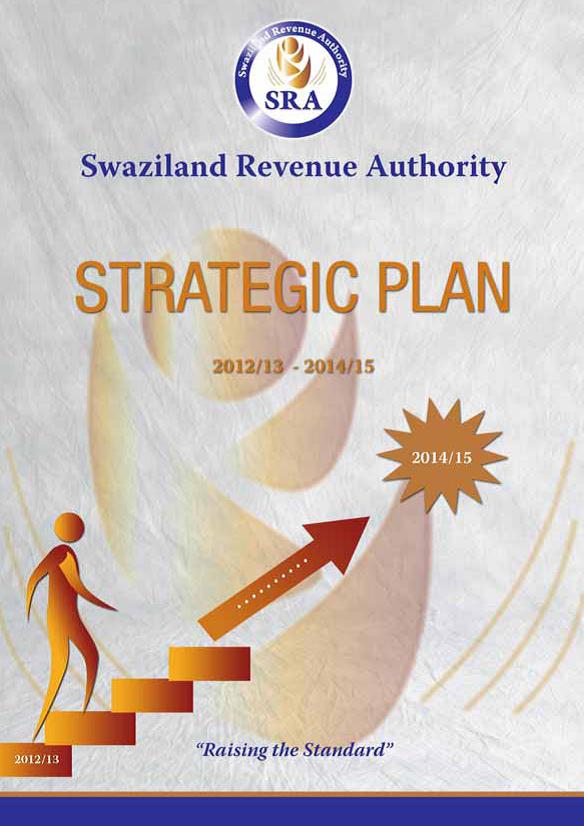 Swaziland Revenue Authority
SRA
Swaziland Revenue Authority
STRATEGIC PLAN
2012/13 - 2014/15
2014/15
2012/13
“Raising the Standard”